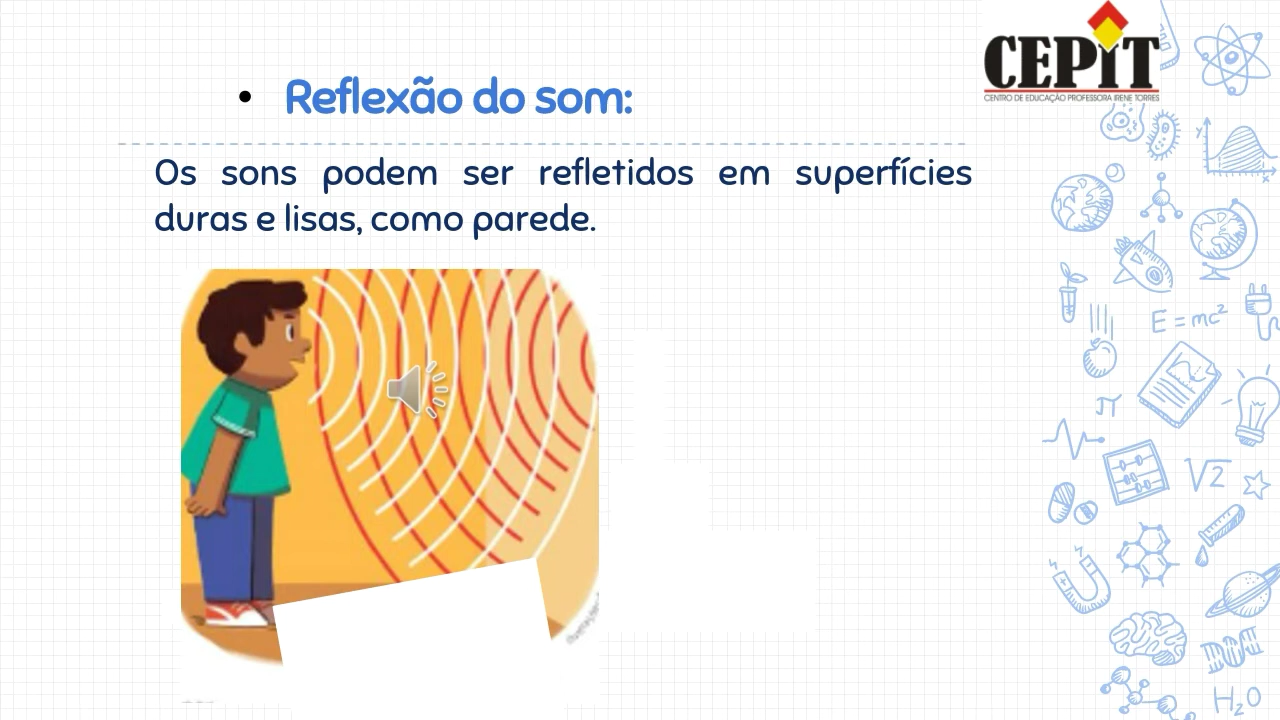 CEPIT
CENTRO DE EDUCAÇÃO PROFESSORA IRENE TORRES
• Reflexão do som:
Os sons podem ser refletidos em superfícies
duras e lisas, como parede.
y
x
E = mc²
π
√2
H₂O